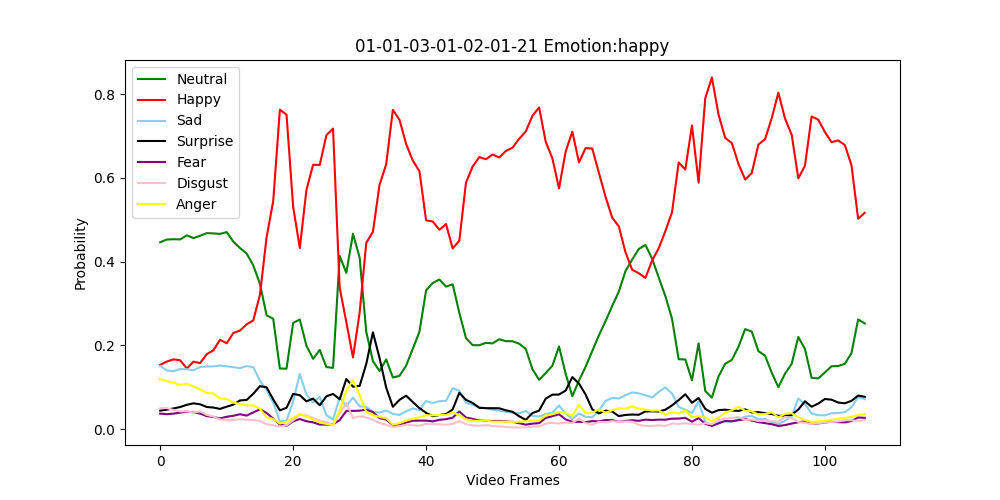 01-01-03-01-02-01-21 Emotion:happy
Probability
0.8
0.6
0.4
0.2
0.0
Neutral
Happy
Sad
Surprise
Fear
Disgust
Anger
0 20 40 60 80 100
Video Frames